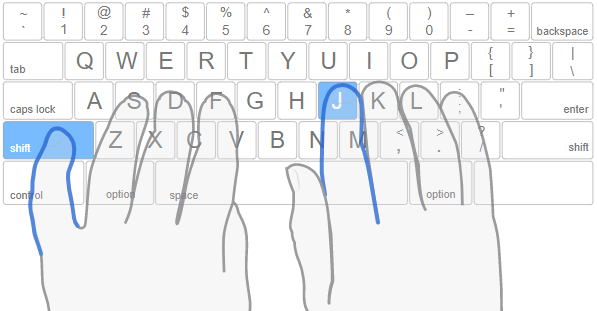 ~ ! @ # $ % ^ & * ( ) – +
` 1 2 3 4 5 6 7 8 9 0 - = backspace
tab Q W E R T Y U I O P { [ } ] | \
caps lock A S D F G H J K L : ; " ' enter
shift Z X C V B N M < , > . ? / shift
control option space option